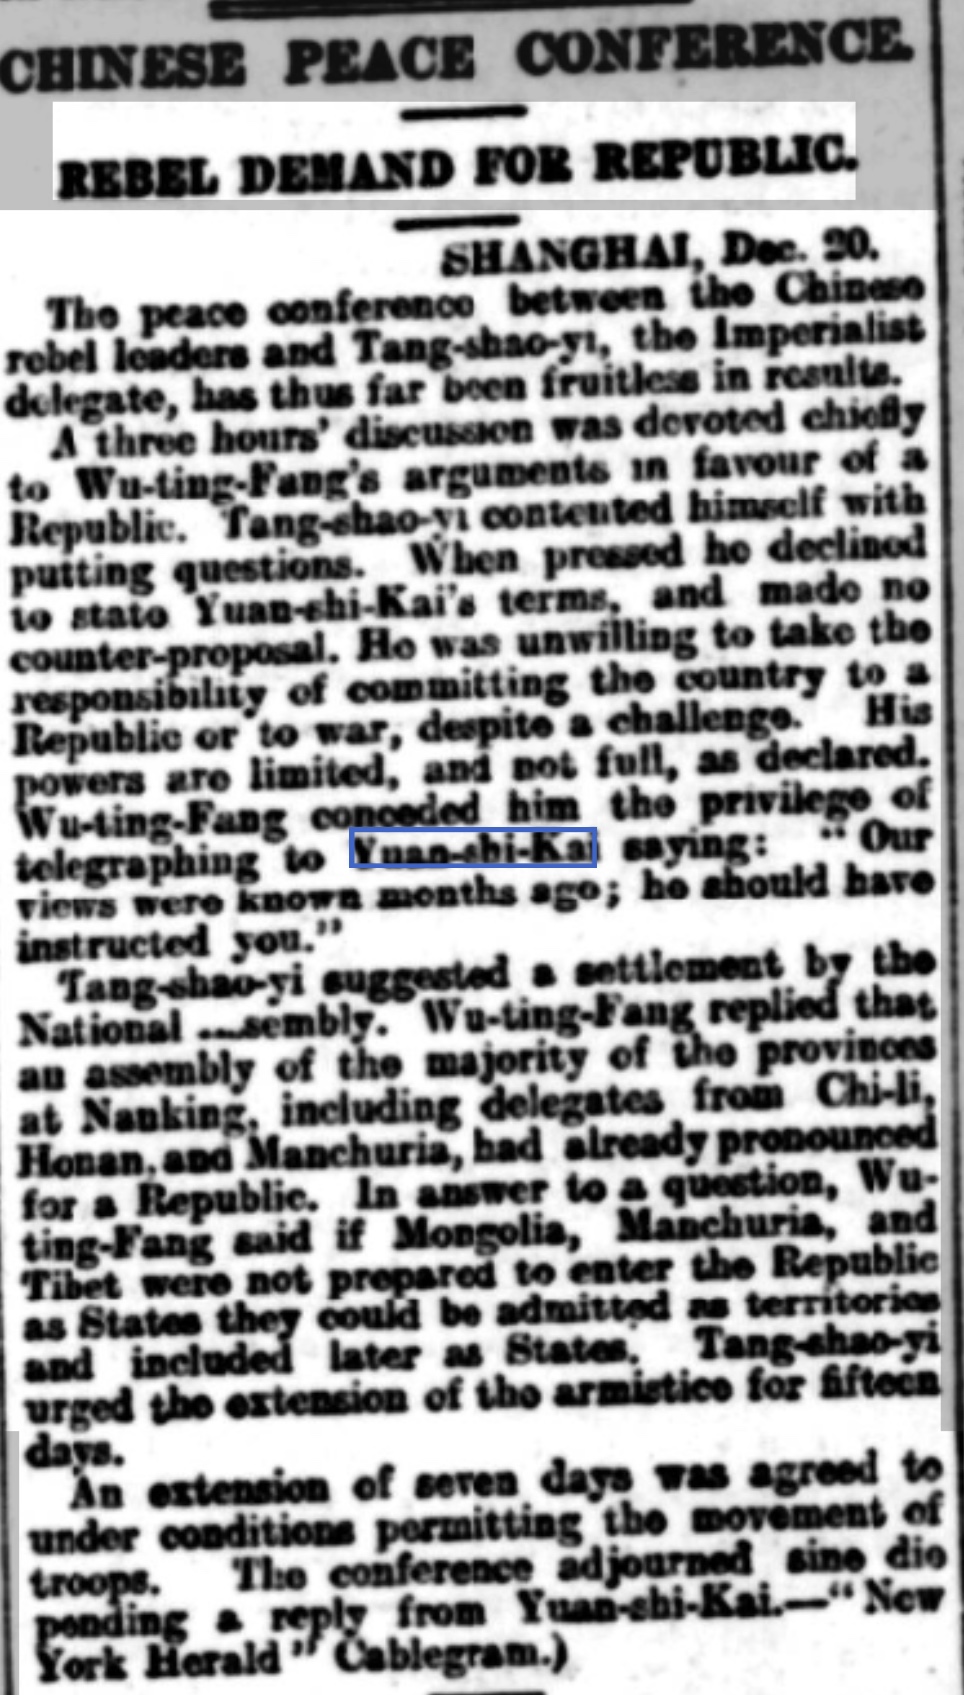 CHINESE PEACE CONFERENCE.
REBEL DEMAND FOR REPUBLIC.
SHANGHAI, Dec. 20.
The peace conference between the Chinese
rebel leaders and Tang-shao-yi, the Imperialist
delegate, has thus far been fruitless in results.
A three hours' discussion was devoted chiefly
to Wu-ting-Fang's arguments in favour of a
Republic. Tang-shao-yi contented himself with
putting questions. When pressed he declined
to state Yuan-shi-Kai's terms, and made no
counter-proposal. He was unwilling to take the
responsibility of committing the country to a
Republic or to war, despite a challenge. His
powers are limited, and not full, as declared.
Wu-ting-Fang conceded him the privilege of
telegraphing to Yuan-shi-Kai saying: "Our
views were known months ago; he should have
instructed you."
Tang-shao-yi suggested a settlement by the
National ...sembly. Wu-ting-Fang replied that
an assembly of the majority of the provinces
at Nanking, including delegates from Chi-li,
Honan, and Manchuria, had already pronounced
for a Republic. In answer to a question, Wu-
ting-Fang said if Mongolia, Manchuria, and
Tibet were not prepared to enter the Republic
as States they could be admitted as territories
and included later as States. Tang-shao-yi
urged the extension of the armistice for fifteen
days.
An extension of seven days was agreed to
under conditions permitting the movement of
troops. The conference adjourned sine die
pending a reply from Yuan-shi-Kai.—"New
York Herald" Cablegram.)